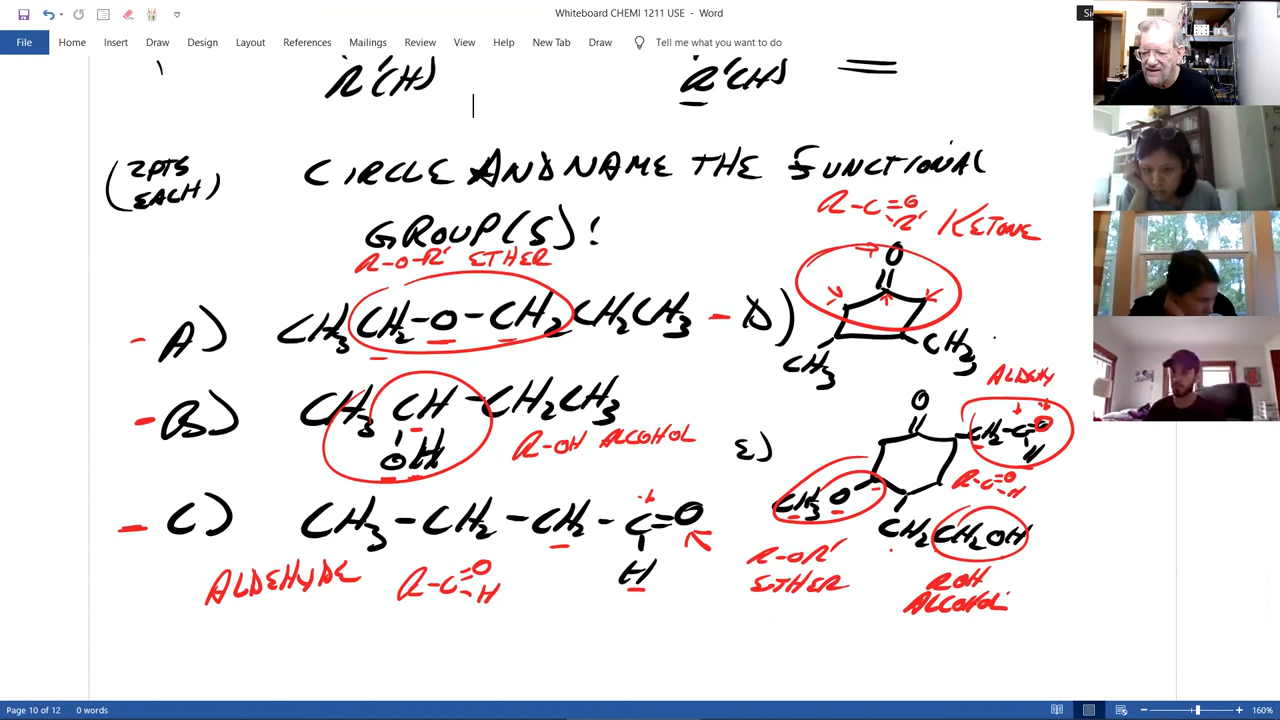 Whiteboard CHEMI 1211 USE - Word
File Home Insert Draw Design Layout References Mailings Review View Help New Tab Draw Tell me what you want to do
R'(H) R'(H)
(2PTS EACH)
CIRCLE AND NAME THE FUNCTIONAL
GROUP(S)!
R-C=O
-R' KETONE
R-O-R' ETHER
O
A) CH3CH2-O-CH2CH2CH3
D)
CH3 CH3
B) CH3CH-CH2CH3
OH
R-OH ALCOHOL
ALDEHY
E)
O
CH2-C=O
H
R-C=O
-H
CH3O
CH2CH2OH
C) CH3-CH2-CH2-C=O
H
ALDEHYDE R-C=O
-H
R-OR'
ETHER
ROH
ALCOHOL
Page 10 of 12 0 words 160%